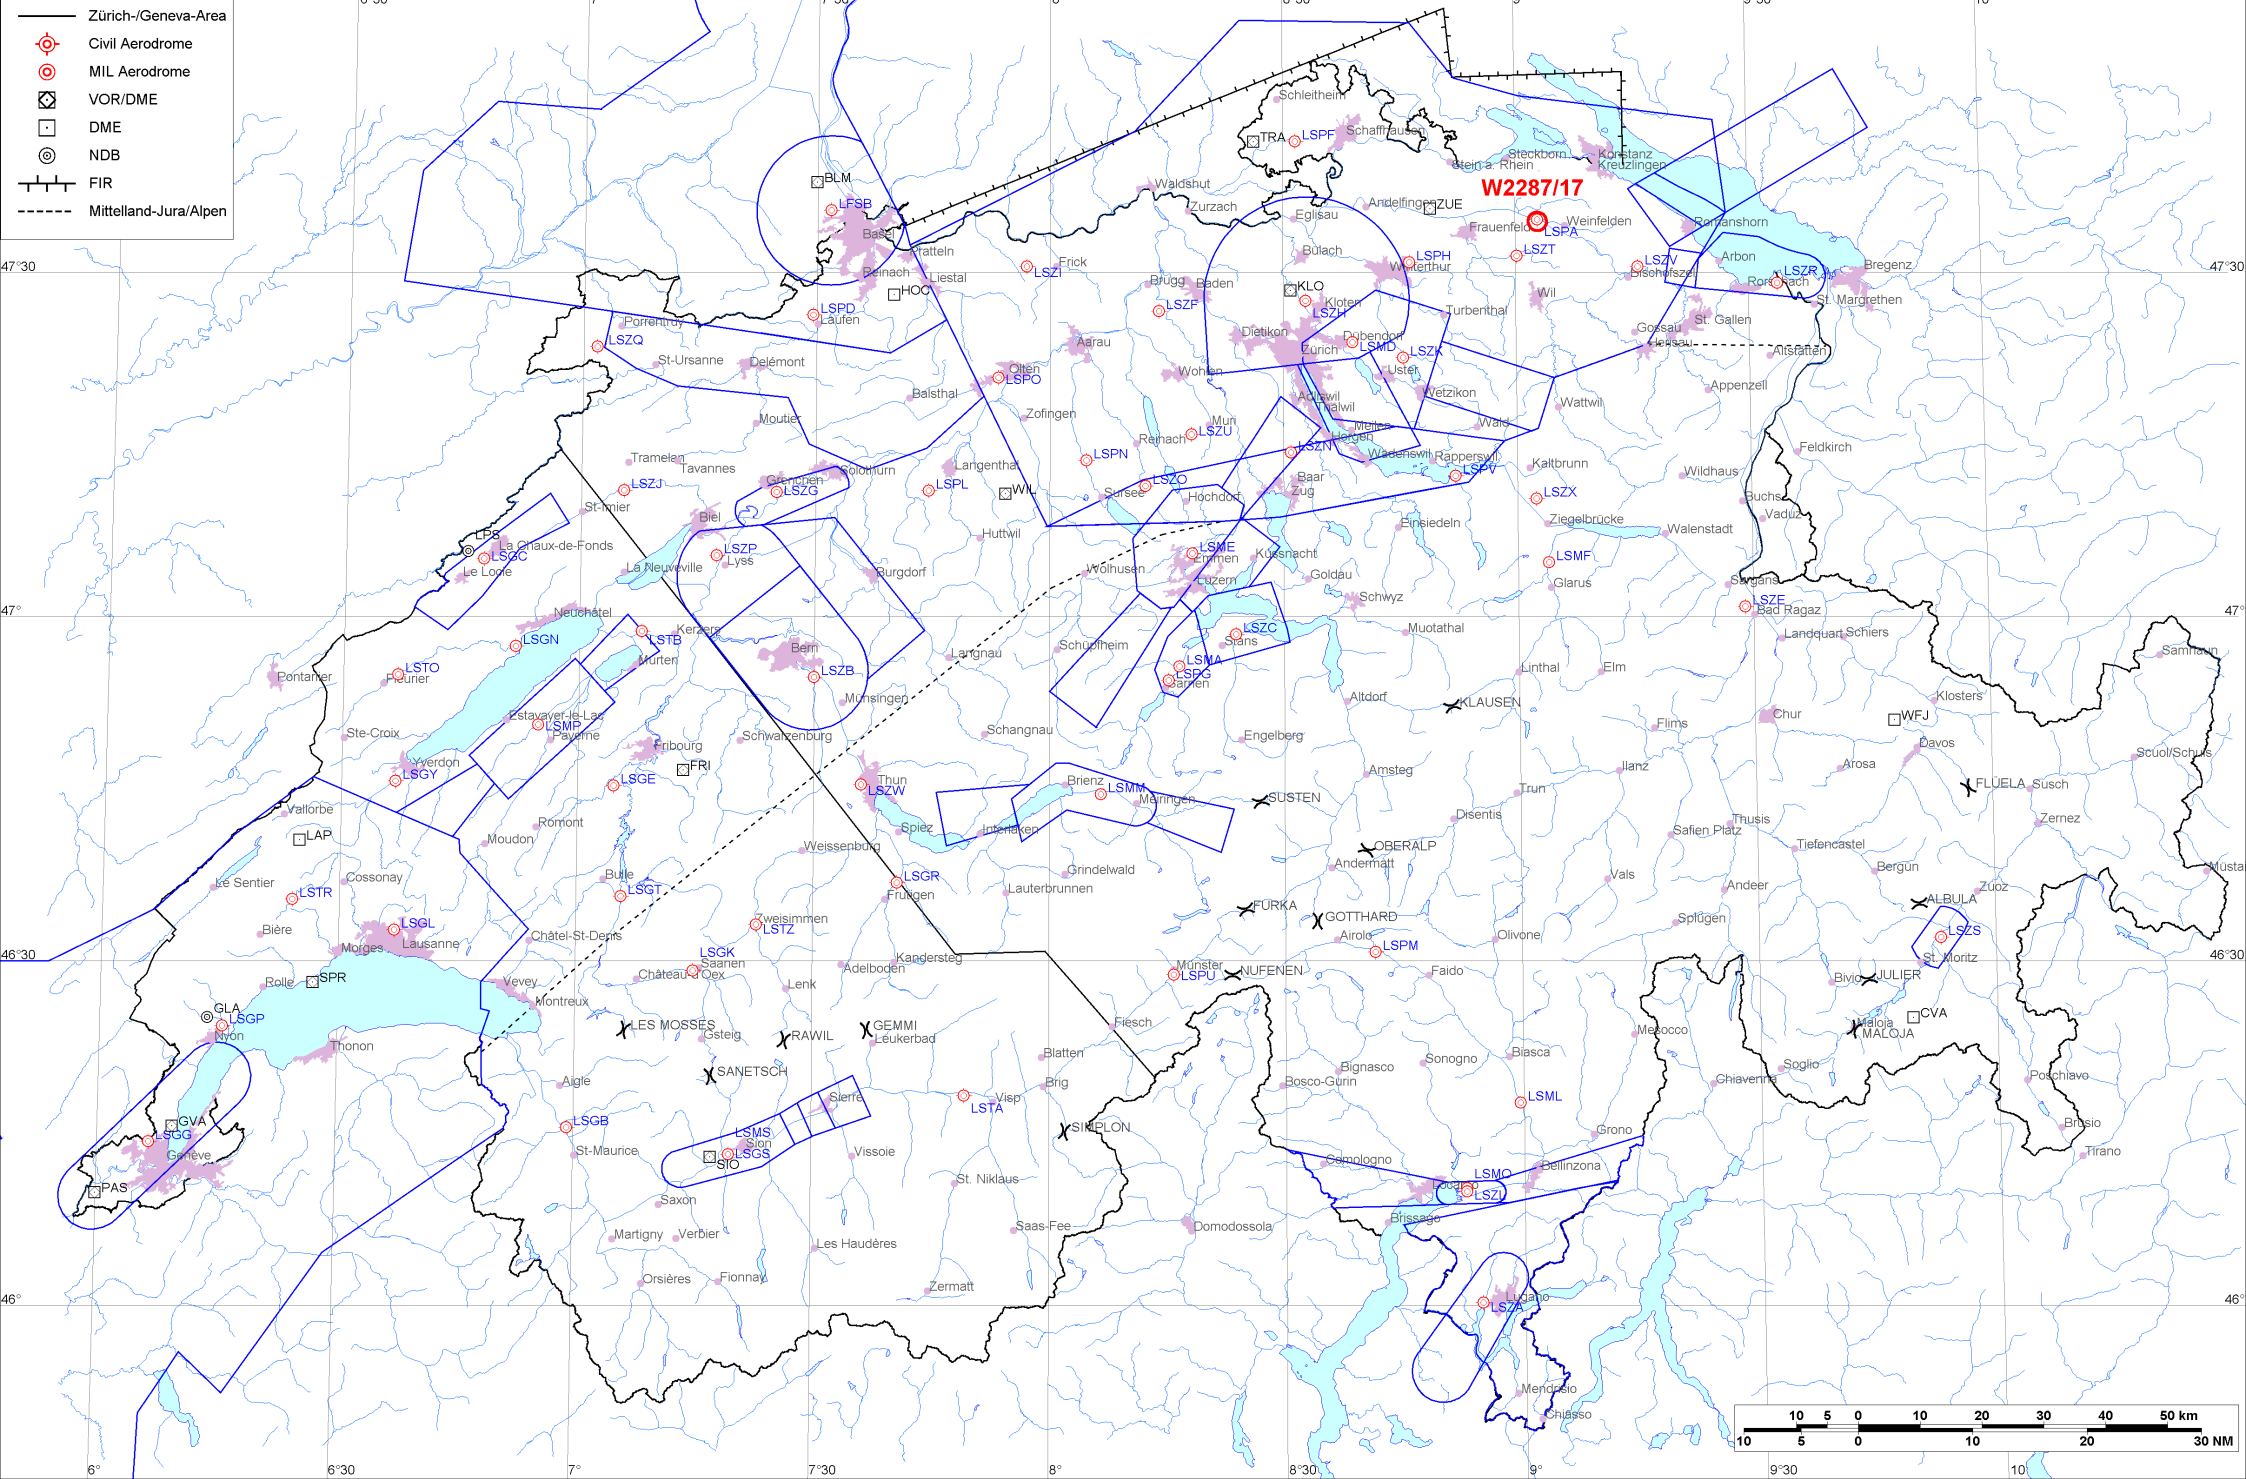 Zürich-/Geneva-Area
Civil Aerodrome
MIL Aerodrome
VOR/DME
DME
NDB
FIR
Mittelland-Jura/Alpen
Schleitheim
TRA
LSPF
Schaffhausen
Stein a. Rhein
Steckborn
Konstanz
Kreuzlingen
BLM
LFSB
Basel
Waldshut
Zurzach
Eglisau
Andelfingen
ZUE
W2287/17
Weinfelden
LSPA
Frauenfeld
Romanshorn
Pratteln
Reinach
Liestal
HOC
LSZI
Frick
Bülach
LSPH
Winterthur
LSZT
LSZV
Bischofszell
Arbon
LSZR
Rorschach
Bregenz
St. Margrethen
47°30
47°30
LSPD
Laufen
Brugg
Baden
LSZF
KLO
Kloten
LSZH
Turbenthal
Wil
Gossau
St. Gallen
Herisau
Altstätten
Porrentruy
LSZQ
St-Ursanne
Delémont
Aarau
Dietikon
Zürich
Dübendorf
LSMD
LSZK
Olten
LSPO
Wohlen
Uster
Wetzikon
Appenzell
Balsthal
Zofingen
Adliswil
Thalwil
Wattwil
Moutier
Muri
LSZU
Reinach
Meilen
Horgen
Wald
Feldkirch
Tramelan
Tavannes
Solothurn
Grenchen
LSZG
Langenthal
LSPL
WIL
LSPN
LSZN
Wädenswil
Rapperswil
LSPV
Kaltbrunn
Wildhaus
LSZJ
St-Imier
Biel
Sursee
LSZO
Hochdorf
Baar
Zug
LSZX
Buchs
Vaduz
LPS
LSGC
La Chaux-de-Fonds
Le Locle
LSZP
Lyss
La Neuveville
Huttwil
Einsiedeln
Ziegelbrücke
Walenstadt
Burgdorf
Wolhusen
LSME
Emmen
Luzern
Küssnacht
Goldau
LSMF
Glarus
Sargans
LSZE
Bad Ragaz
47°
47°
Neuchâtel
LSGN
LSTB
Kerzers
Murten
Bern
LSZB
Langnau
Schüpfheim
Schwyz
LSZC
Stans
LSMA
LSPG
Sarnen
Muotathal
Linthal
Elm
Landquart
Schiers
Samnaun
Pontarlier
LSTO
Fleurier
Estavayer-le-Lac
LSMP
Payerne
Münsingen
Altdorf
KLAUSEN
Flims
Chur
WFJ
Klosters
Davos
Ste-Croix
Yverdon
LSGY
Fribourg
FRI
LSGE
Schwarzenburg
Schangnau
Engelberg
Thun
LSZW
Brienz
LSMM
Meiringen
SUSTEN
Amsteg
Trun
Ilanz
Arosa
FLÜELA
Susch
Scuol/Schuls
Vallorbe
LAP
Romont
Moudon
Spiez
Interlaken
Disentis
Safien Platz
Thusis
Tiefencastel
Zernez
Weissenburg
OBERALP
Andermatt
Le Sentier
Cossonay
LSTR
Bulle
LSGT
LSGR
Frutigen
Grindelwald
Lauterbrunnen
Vals
Andeer
Bergün
Zuoz
Müstair
FURKA
GOTTHARD
Splügen
ALBULA
LSZS
Bière
LSGL
Lausanne
Morges
Châtel-St-Denis
Zweisimmen
LSTZ
LSGK
Saanen
Château-d'Oex
Adelboden
Kandersteg
Lenk
Airolo
LSPM
Olivone
Faido
St. Moritz
46°30
46°30
Rolle
SPR
Vevey
Montreux
Münster
LSPU
NUFENEN
Bivio
JULIER
GLA
LSGP
Nyon
Thonon
LES MOSSES
Gsteig
RAWIL
GEMMI
Leukerbad
Fiesch
Blatten
Mesocco
Maloja
MALOJA
CVA
SANETSCH
Aigle
Sierre
LSTA
Visp
Brig
Bosco-Gurin
Bignasco
Sonogno
Biasca
Soglio
Chiavenna
Poschiavo
LSML
Grono
Brusio
Tirano
GVA
LSGG
Genève
PAS
LSGB
St-Maurice
LSMS
Sion
LSGS
SIO
Vissoie
SIMPLON
Comologno
LSMO
Locarno
LSZL
Bellinzona
Saxon
St. Niklaus
Brissago
Martigny
Verbier
Les Haudères
Saas-Fee
Domodossola
Orsières
Fionnay
Zermatt
46°
46°
Lugano
LSZA
Mendrisio
Chiasso
10 5 0 10 20 30 40 50 km
10 5 0 10 20 30 NM
6° 6°30 7° 7°30 8° 8°30 9° 9°30 10°